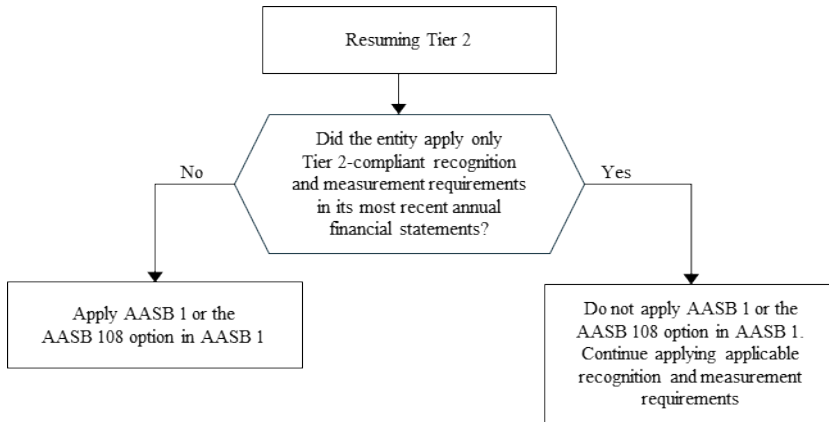 Resuming Tier 2
Did the entity apply only
Tier 2-compliant recognition
and measurement requirements
in its most recent annual
financial statements?
No
Yes
Apply AASB 1 or the
AASB 108 option in AASB 1
Do not apply AASB 1 or the
AASB 108 option in AASB 1.
Continue applying applicable
recognition and measurement
requirements